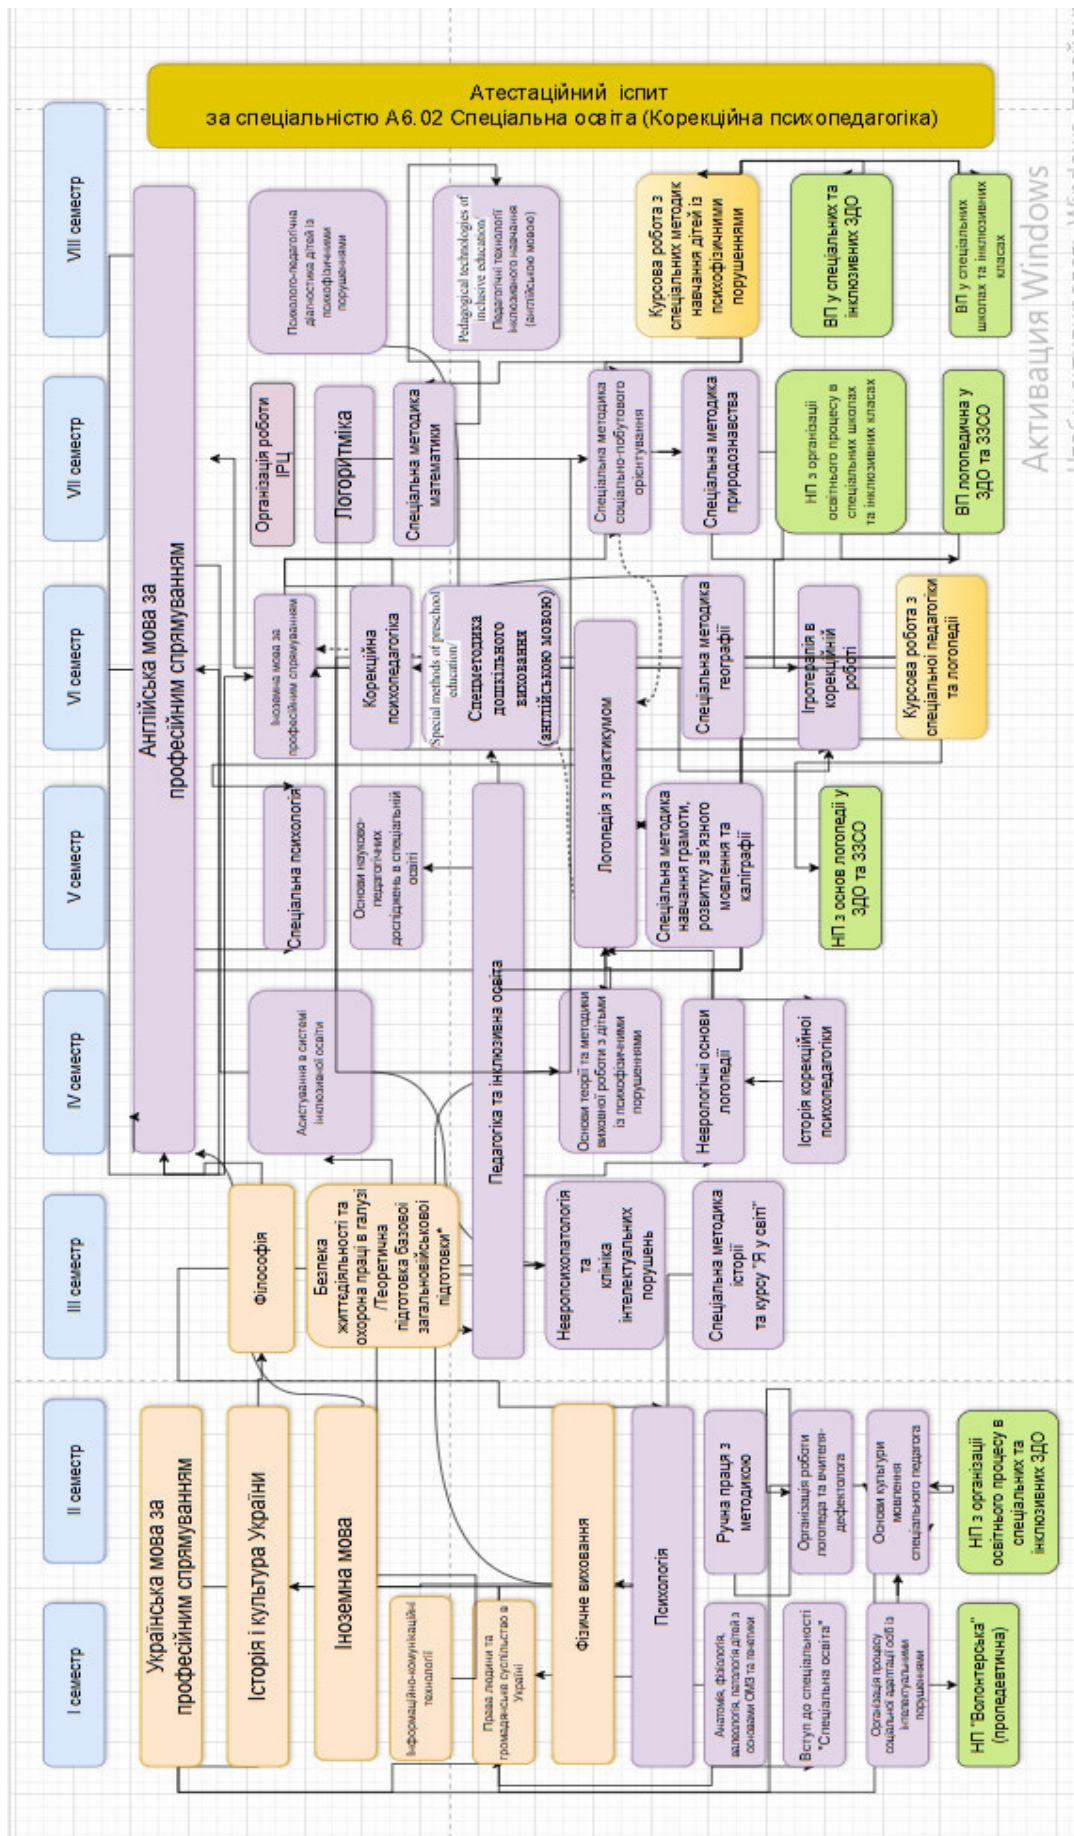 I семестр
II семестр
III семестр
IV семестр
V семестр
VI семестр
VII семестр
VIII семестр
Українська мова за
професійним спрямуванням
Історія і культура України
Іноземна мова
Інформаційно-комунікаційні
технології
Права людини та
громадянське суспільство в
Україні
Фізичне виховання
Психологія
Анатомія, фізіологія,
валеологія, патологія дітей з
основами ОМЗ та генетики
Вступ до спеціальності
"Спеціальна освіта"
Організація процесу
соціальної адаптації осіб із
інтелектуальними
порушеннями
НП "Волонтерська"
(пропедевтична)
Ручна праця з
методикою
Організація роботи
логопеда та вчителя-
дефектолога
Основи культури
мовлення
спеціального педагога
НП з організації
освітнього процесу в
спеціальних та
інклюзивних ЗДО
Філософія
Безпека
життєдіяльності та
охорона праці в галузі
/Теоретична
підготовка базової
загальновійськової
підготовки*
Педагогіка та інклюзивна освіта
Невропсихопатологія
та
клініка
інтелектуальних
порушень
Спеціальна методика
історії
та курсу "Я у світі"
Англійська мова за
професійним спрямуванням
Асистування в системі
інклюзивної освіти
Основи теорії та методики
виховної роботи з дітьми
із психофізичними
порушеннями
Неврологічні основи
логопедії
Історія корекційної
психопедагогіки
Спеціальна психологія
Основи науково-
педагогічних
досліджень в спеціальній
освіті
Логопедія з практикумом
Спеціальна методика
навчання грамоти,
розвитку зв'язного
мовлення та
каліграфії
НП з основ логопедії у
ЗДО та ЗЗСО
Іноземна мова за
професійним спрямуванням
Корекційна
психопедагогіка
Special methods of preschool
education/
Спецметодика
дошкільного
виховання
(англійською мовою)
Спеціальна методика
географії
Ігротерапія в
корекційній
роботі
Курсова робота з
спеціальної педагогіки
та логопедії
Організація роботи
ІРЦ
Логоритміка
Спеціальна методика
математики
Спеціальна методика
соціально-побутового
орієнтування
Спеціальна методика
природознавства
НП з організації
освітнього процесу в
спеціальних школах
та інклюзивних класах
ВП логопедична у
ЗДО та ЗЗСО
Психолого-педагогічна
діагностика дітей із
психофізичними
порушеннями
Pedagogical technologies of
inclusive education/
Педагогічні технології
інклюзивного навчання
(англійською мовою)
Курсова робота з
спеціальних методик
навчання дітей із
психофізичними
порушеннями
ВП у спеціальних та
інклюзивних ЗДО
ВП у спеціальних
школах та інклюзивних
класах
Атестаційний іспит
за спеціальністю А6.02 Спеціальна освіта (Корекційна психопедагогіка)
Активация Windows